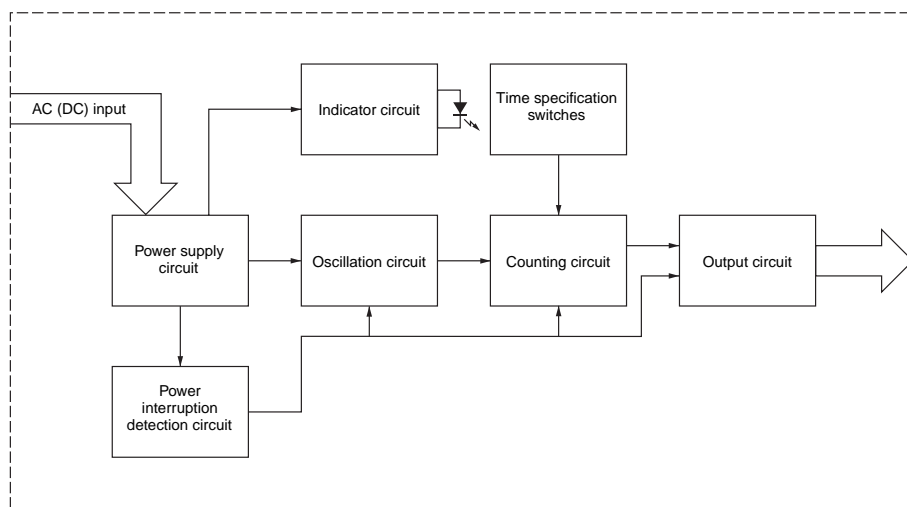 AC (DC) input
Indicator circuit
Time specification
switches
Power supply
circuit
Oscillation circuit
Counting circuit
Output circuit
Power
interruption
detection circuit